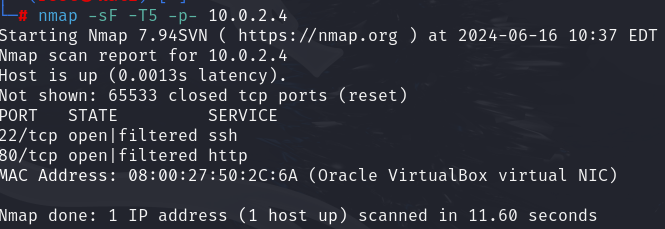 └─# nmap -sF -T5 -p- 10.0.2.4
Starting Nmap 7.94SVN ( https://nmap.org ) at 2024-06-16 10:37 EDT
Nmap scan report for 10.0.2.4
Host is up (0.0013s latency).
Not shown: 65533 closed tcp ports (reset)
PORT   STATE         SERVICE
22/tcp open|filtered ssh
80/tcp open|filtered http
MAC Address: 08:00:27:50:2C:6A (Oracle VirtualBox virtual NIC)
Nmap done: 1 IP address (1 host up) scanned in 11.60 seconds